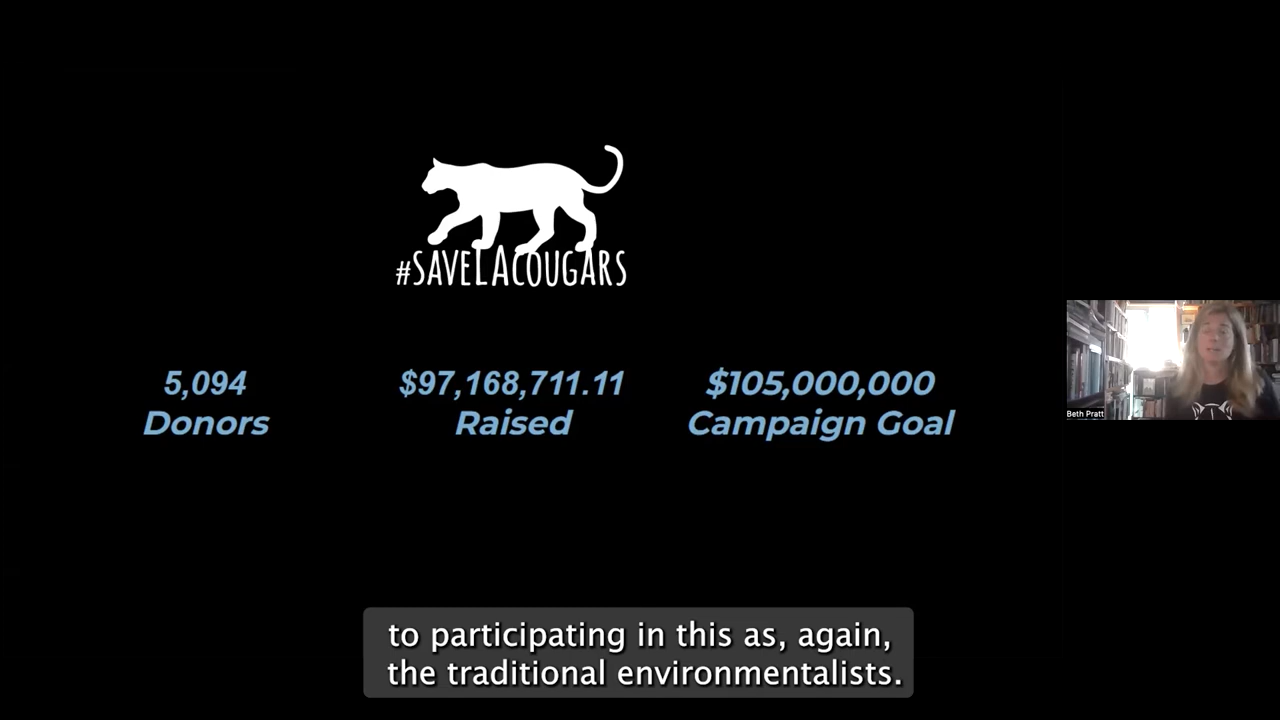 #SAVELACOUGARS
5,094
Donors
$97,168,711.11
Raised
$105,000,000
Campaign Goal
Beth Pratt
to participating in this as, again,
the traditional environmentalists.